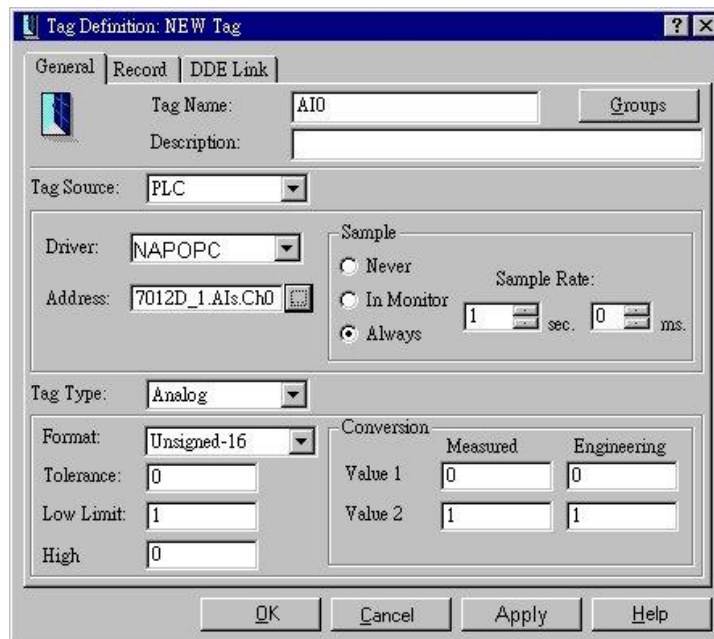 Tag Definition: NEW Tag
General Record DDE Link
Tag Name: AI0 Groups
Description:
Tag Source: PLC
Driver: NAPOPC
Address: 7012D_1.AIs.Ch0
Sample
Never
In Monitor
Always
Sample Rate:
1 sec. 0 ms.
Tag Type: Analog
Format: Unsigned-16
Tolerance: 0
Low Limit: 1
High 0
Conversion
Measured Engineering
Value 1 0 0
Value 2 1 1
OK Cancel Apply Help